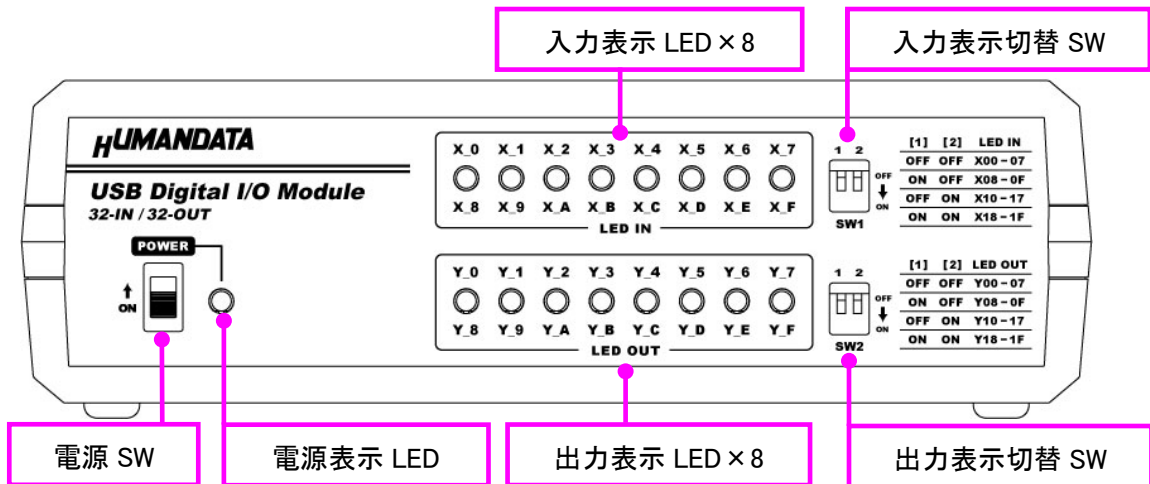 入力表示 LED×8
入力表示切替 SW
HUMANDATA
USB Digital I/O Module
32-IN / 32-OUT
POWER
ON
X_0 X_1 X_2 X_3 X_4 X_5 X_6 X_7
X_8 X_9 X_A X_B X_C X_D X_E X_F
LED IN
1 2
OFF
ON
SW1
[1] [2] LED IN
OFF OFF X00-07
ON OFF X08-0F
OFF ON X10-17
ON ON X18-1F
Y_0 Y_1 Y_2 Y_3 Y_4 Y_5 Y_6 Y_7
Y_8 Y_9 Y_A Y_B Y_C Y_D Y_E Y_F
LED OUT
1 2
OFF
ON
SW2
[1] [2] LED OUT
OFF OFF Y00-07
ON OFF Y08-0F
OFF ON Y10-17
ON ON Y18-1F
電源 SW
電源表示 LED
出力表示 LED×8
出力表示切替 SW